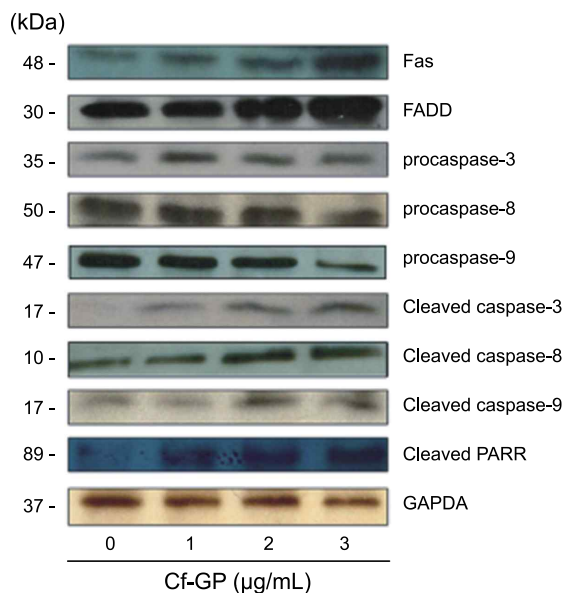 (kDa)
48 - Fas
30 - FADD
35 - procaspase-3
50 - procaspase-8
47 - procaspase-9
17 - Cleaved caspase-3
10 - Cleaved caspase-8
17 - Cleaved caspase-9
89 - Cleaved PARR
37 - GAPDA
0 1 2 3
Cf-GP (µg/mL)